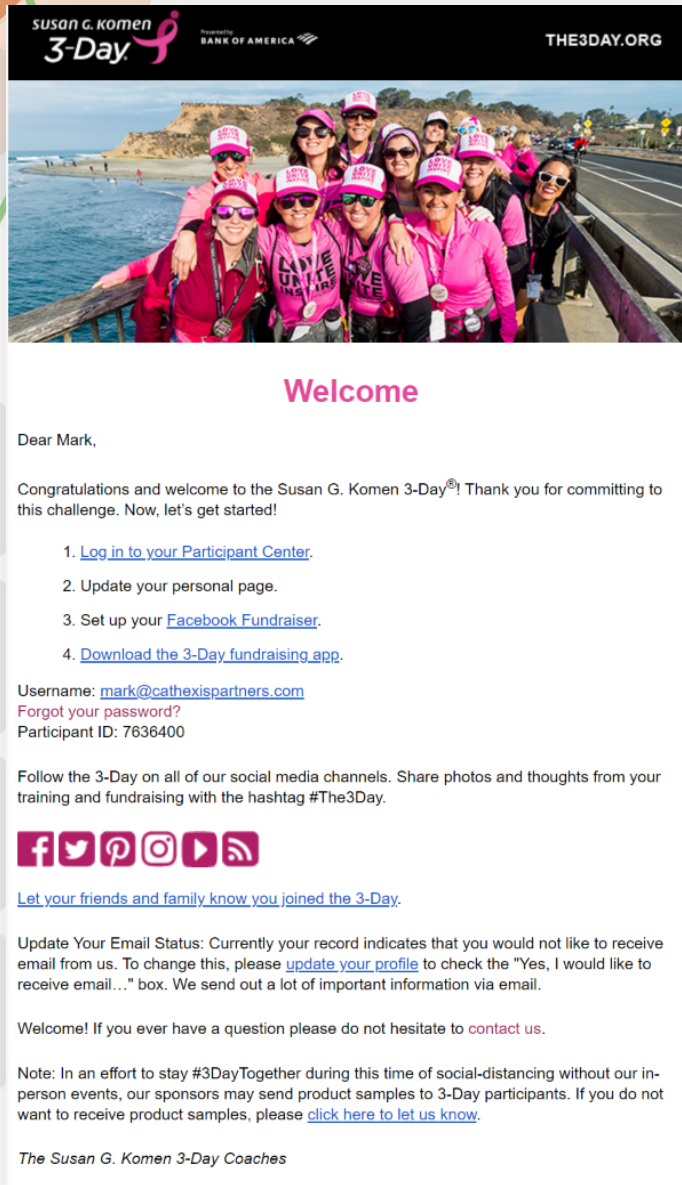 susan g. komen
3-Day.
Presented by
BANK OF AMERICA
THE3DAY.ORG
LOVE
UNITE
INSPIRE
Welcome
Dear Mark,
Congratulations and welcome to the Susan G. Komen 3-Day®! Thank you for committing to
this challenge. Now, let's get started!
1. Log in to your Participant Center.
2. Update your personal page.
3. Set up your Facebook Fundraiser.
4. Download the 3-Day fundraising app.
Username: mark@cathexispartners.com
Forgot your password?
Participant ID: 7636400
Follow the 3-Day on all of our social media channels. Share photos and thoughts from your
training and fundraising with the hashtag #The3Day.
Let your friends and family know you joined the 3-Day.
Update Your Email Status: Currently your record indicates that you would not like to receive
email from us. To change this, please update your profile to check the "Yes, I would like to
receive email…" box. We send out a lot of important information via email.
Welcome! If you ever have a question please do not hesitate to contact us.
Note: In an effort to stay #3DayTogether during this time of social-distancing without our in-
person events, our sponsors may send product samples to 3-Day participants. If you do not
want to receive product samples, please click here to let us know.
The Susan G. Komen 3-Day Coaches